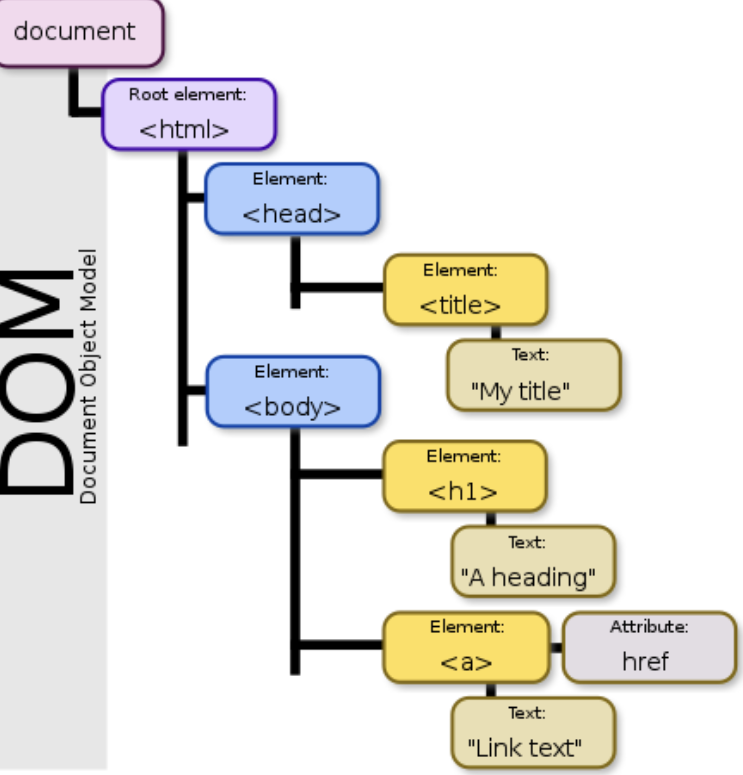 document
Root element:
<html>
Element:
<head>
Element:
<title>
Text:
"My title"
Element:
<body>
Element:
<h1>
Text:
"A heading"
Element:
<a>
Attribute:
href
Text:
"Link text"
DOM
Document Object Model